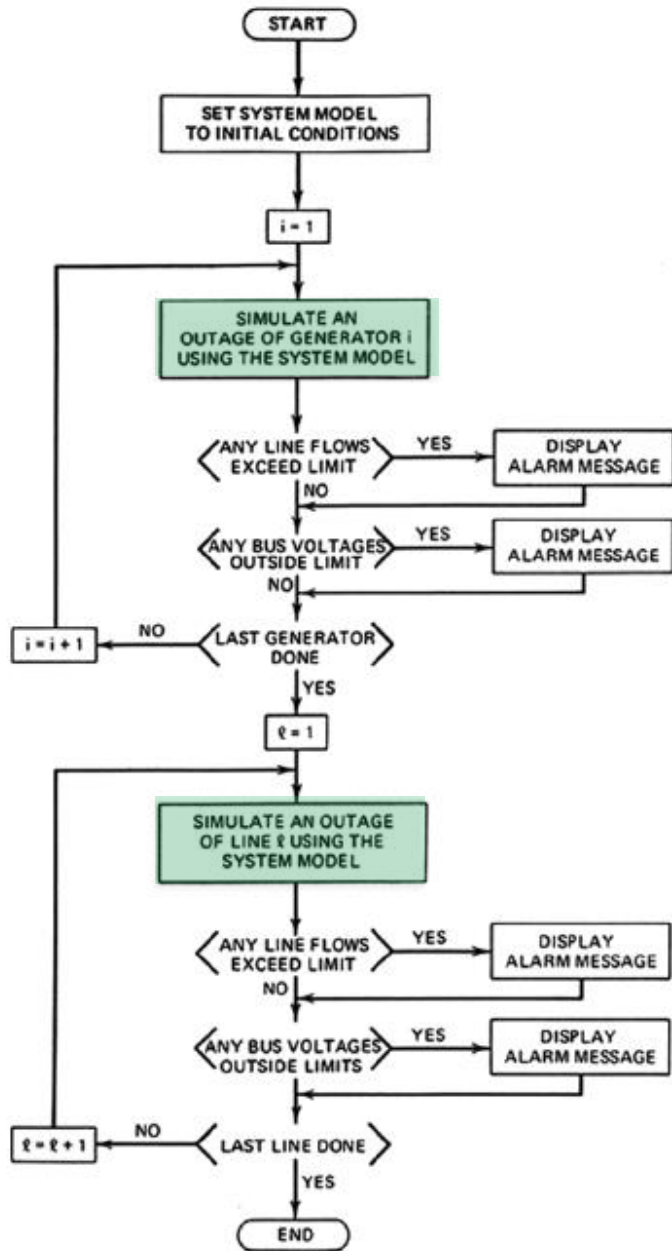 START
SET SYSTEM MODEL
TO INITIAL CONDITIONS
i = 1
SIMULATE AN
OUTAGE OF GENERATOR i
USING THE SYSTEM MODEL
ANY LINE FLOWS
EXCEED LIMIT
YES
DISPLAY
ALARM MESSAGE
NO
ANY BUS VOLTAGES
OUTSIDE LIMIT
YES
DISPLAY
ALARM MESSAGE
NO
LAST GENERATOR
DONE
NO
i = i + 1
YES
ℓ = 1
SIMULATE AN OUTAGE
OF LINE ℓ USING THE
SYSTEM MODEL
ANY LINE FLOWS
EXCEED LIMIT
YES
DISPLAY
ALARM MESSAGE
NO
ANY BUS VOLTAGES
OUTSIDE LIMITS
YES
DISPLAY
ALARM MESSAGE
LAST LINE DONE
NO
ℓ = ℓ + 1
YES
END